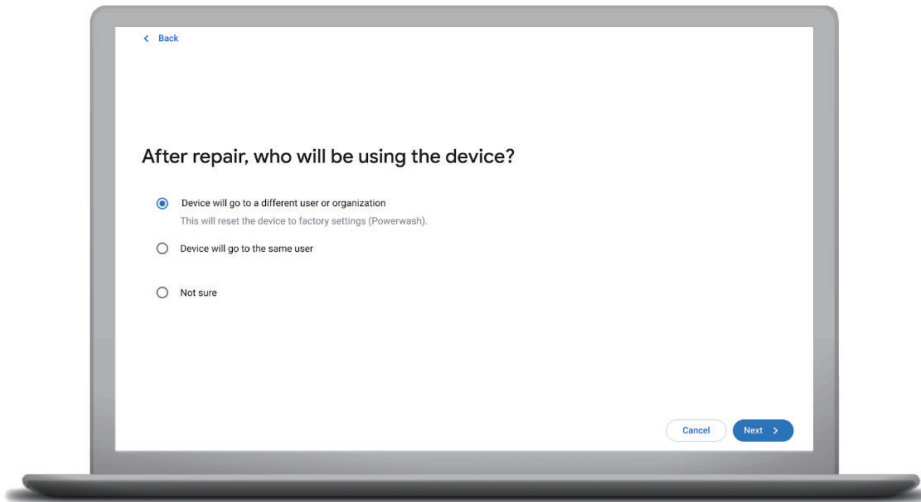 Back
After repair, who will be using the device?
Device will go to a different user or organization
This will reset the device to factory settings (Powerwash).
Device will go to the same user
Not sure
Cancel
Next